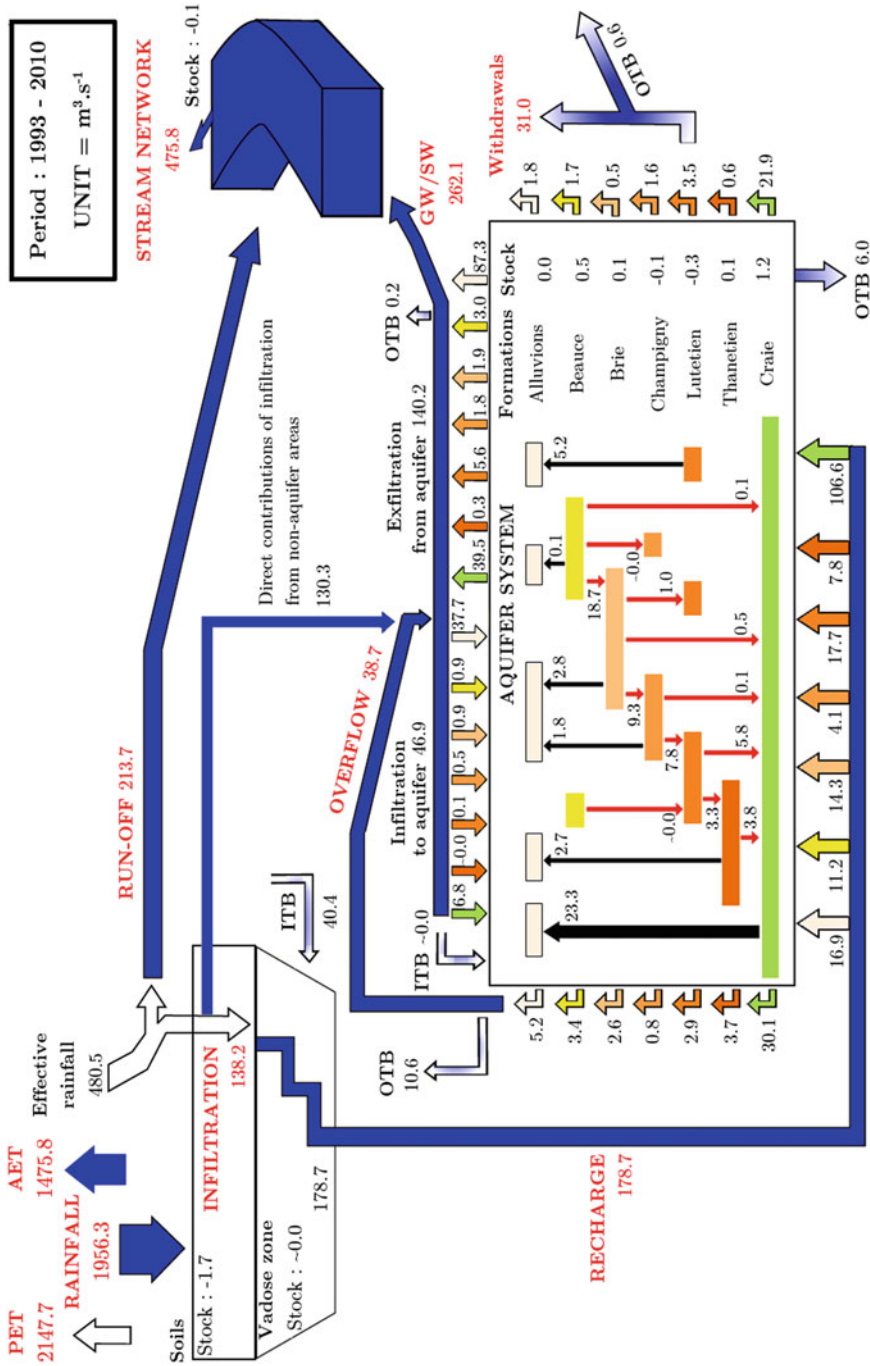 Period : 1993 - 2010
UNIT = m³.s⁻¹
PET
2147.7
RAINFALL
1956.3
AET
1475.8
Effective
rainfall
480.5
RUN-OFF 213.7
STREAM NETWORK
475.8
Stock : -0.1
Soils
Stock : -1.7
INFILTRATION
138.2
Vadose zone
Stock : ~0.0
178.7
ITB
40.4
Direct contributions of infiltration
from non-aquifer areas
130.3
OVERFLOW 38.7
OTB
10.6
RECHARGE
178.7
ITB ~0.0
Infiltration
to aquifer 46.9
6.8
~0.0
0.1
0.5
0.9
0.9
37.7
Exfiltration
from aquifer 140.2
39.5
0.3
5.6
1.8
1.9
3.0
87.3
OTB 0.2
GW/SW
262.1
AQUIFER SYSTEM
Formations
Stock
Alluvions
0.0
Beauce
0.5
Brie
0.1
Champigny
-0.1
Lutetien
-0.3
Thanetien
0.1
Craie
1.2
23.3
2.7
1.8
2.8
0.1
5.2
18.7
~0.0
9.3
1.0
7.8
~0.0
3.3
3.8
5.8
0.1
0.5
0.1
5.2
3.4
2.6
0.8
2.9
3.7
30.1
16.9
11.2
14.3
4.1
17.7
7.8
106.6
Withdrawals
31.0
OTB 0.6
1.8
1.7
0.5
1.6
3.5
0.6
21.9
OTB 6.0